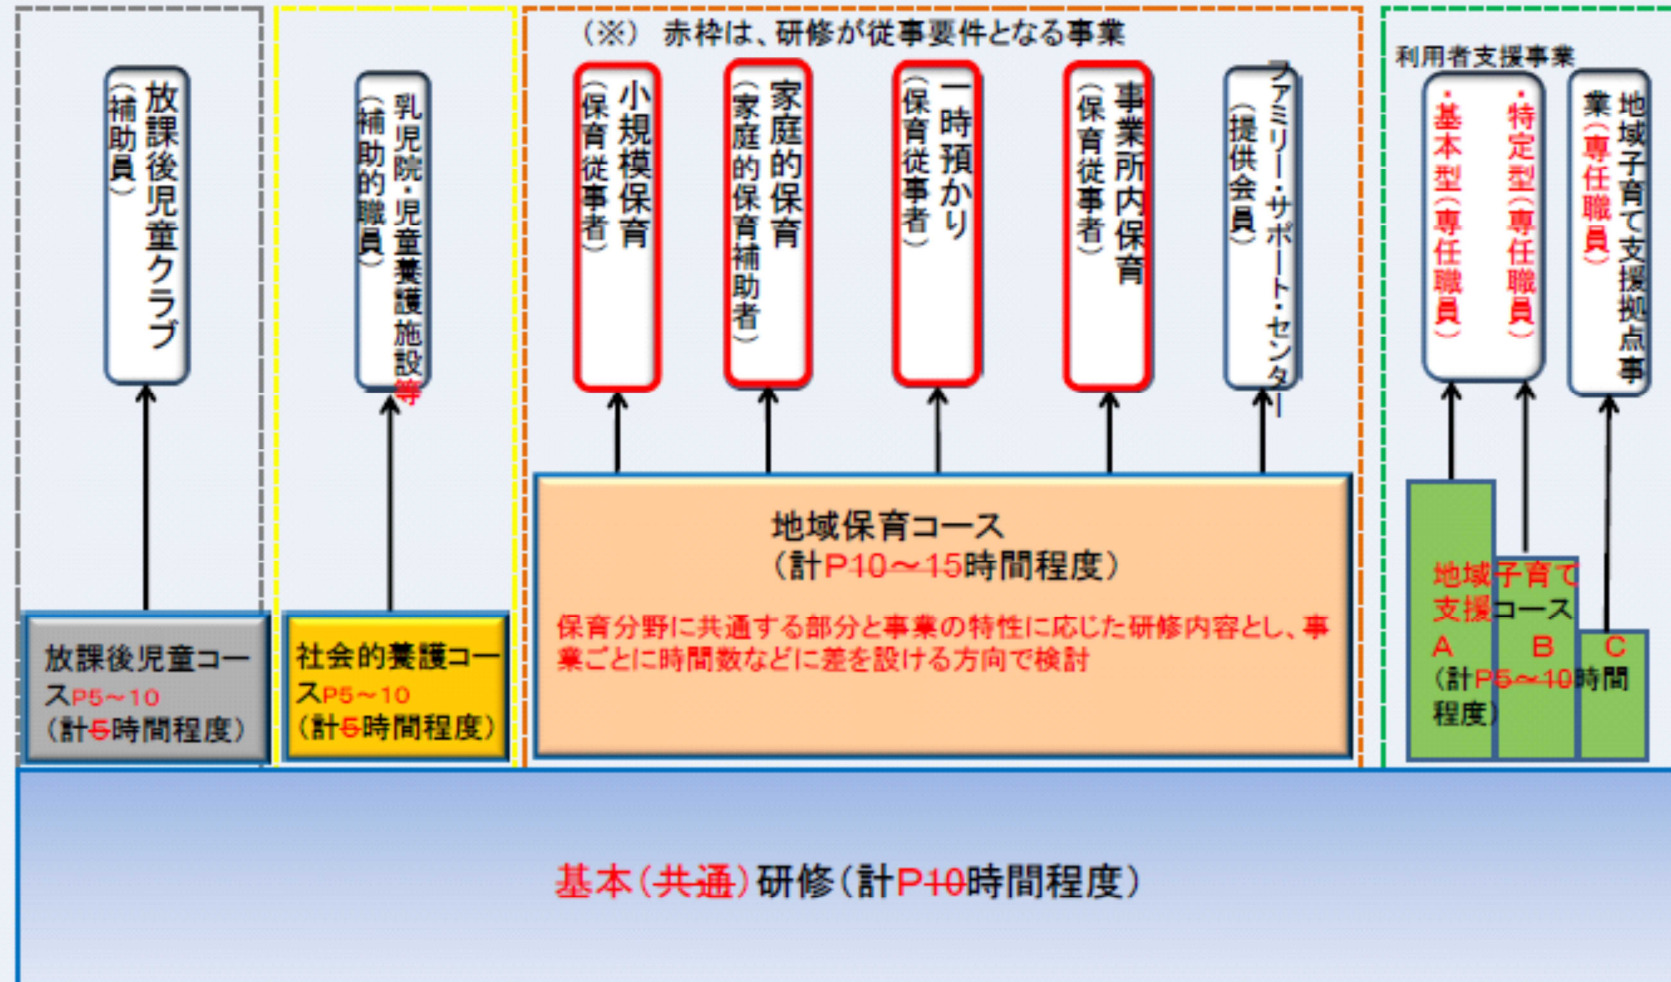 (※) 赤枠は、研修が従事要件となる事業
放課後児童クラブ
(補助員)
乳児院・児童養護施設等
(補助的職員)
小規模保育
(保育従事者)
家庭的保育
(家庭的保育補助者)
一時預かり
(保育従事者)
事業所内保育
(保育従事者)
ファミリー・サポート・センター
(提供会員)
利用者支援事業
・特定型(専任職員)
・基本型(専任職員)
地域子育て支援拠点事
業(専任職員)
放課後児童コー
スP5~10
(計5時間程度)
社会的養護コー
スP5~10
(計5時間程度)
地域保育コース
(計P10~15時間程度)
保育分野に共通する部分と事業の特性に応じた研修内容とし、事
業ごとに時間数などに差を設ける方向で検討
地域子育て
支援コース
A B C
(計P5~10時間
程度)
基本(共通)研修(計P10時間程度)